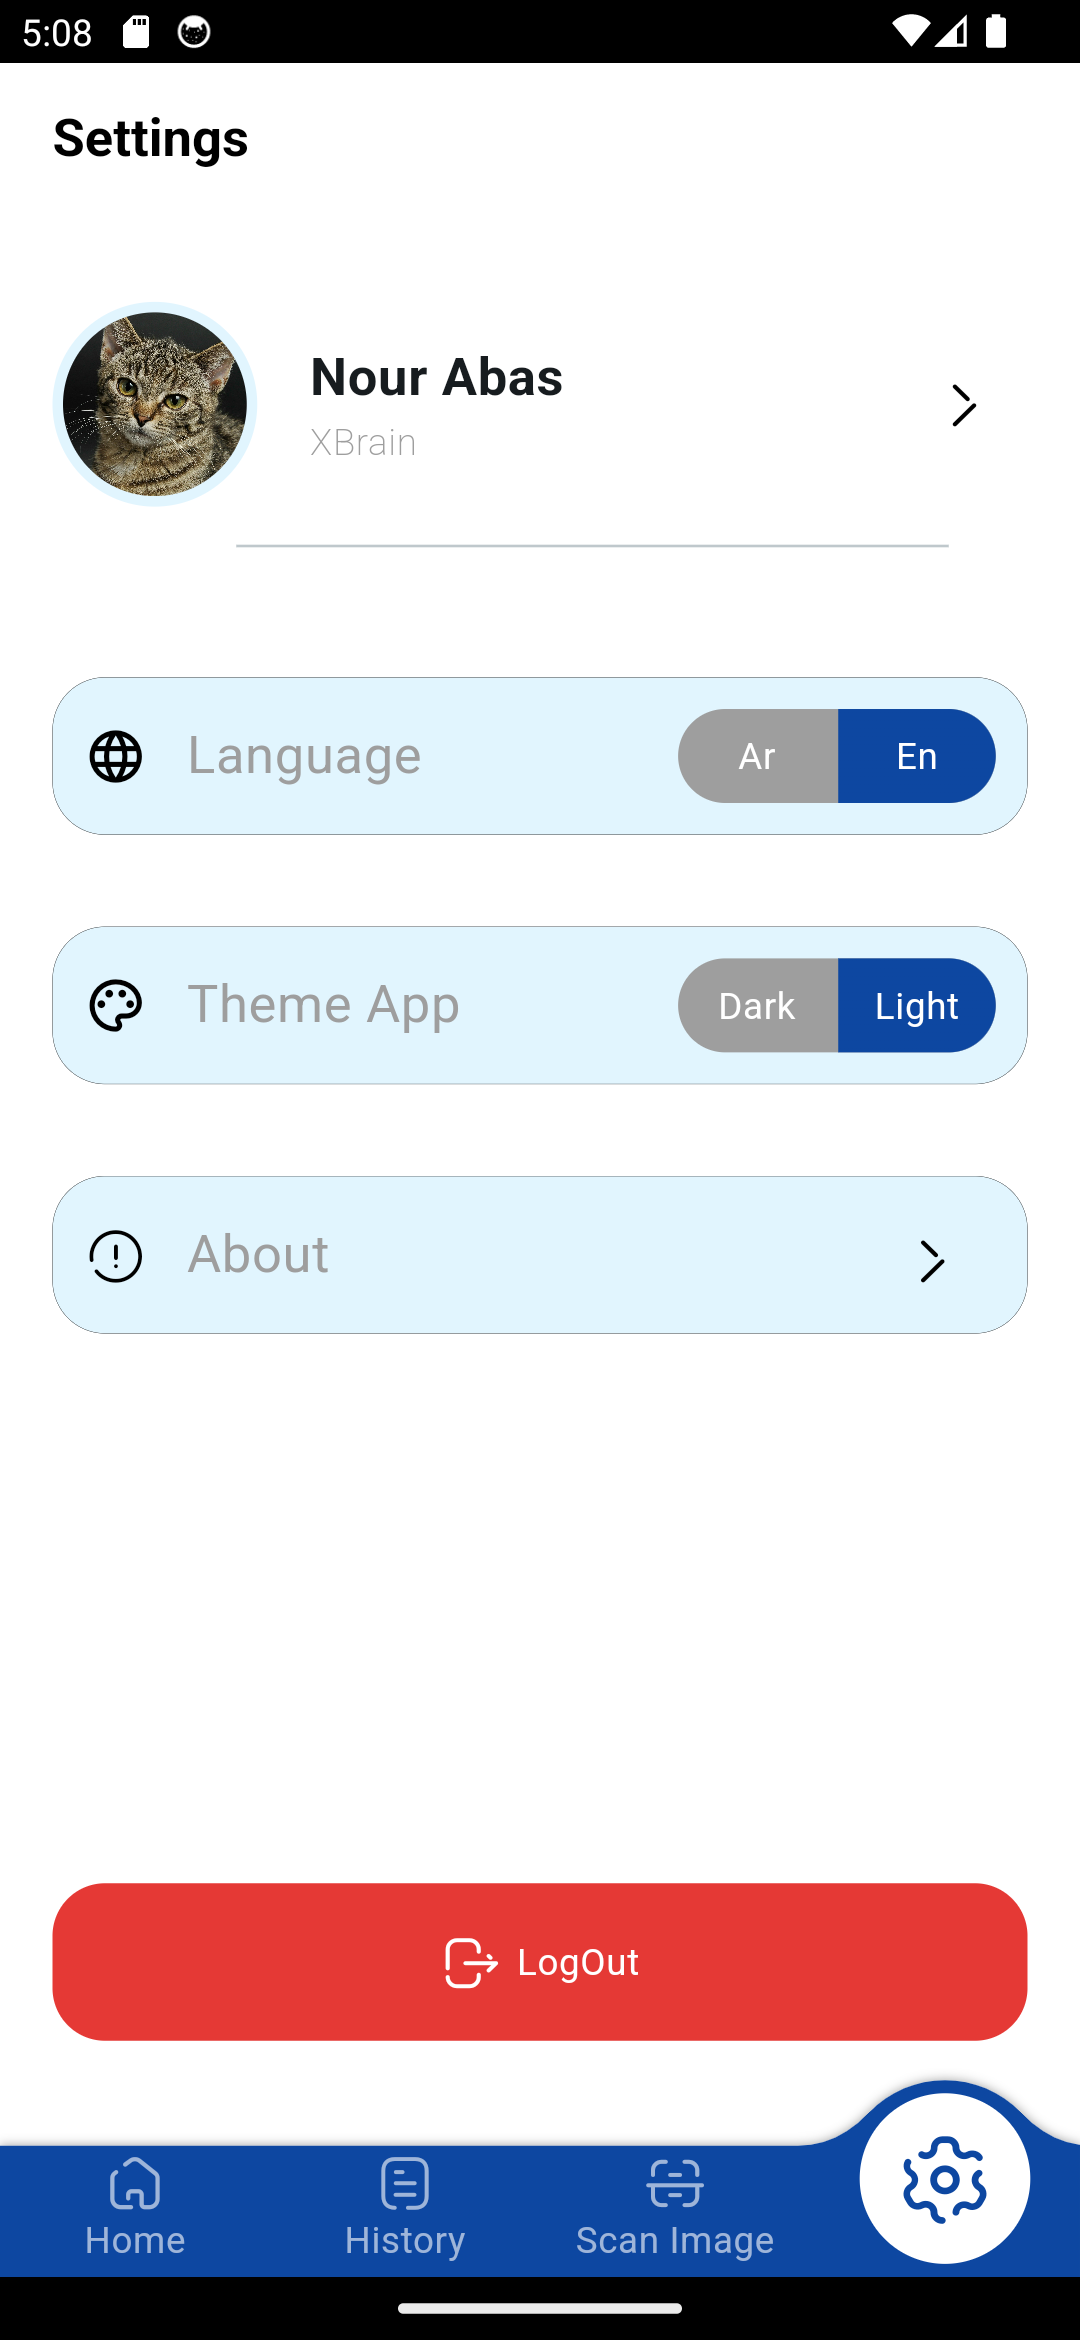 5:08
Settings
Nour Abas
XBrain
Language
Ar
En
Theme App
Dark
Light
About
LogOut
Home
History
Scan Image